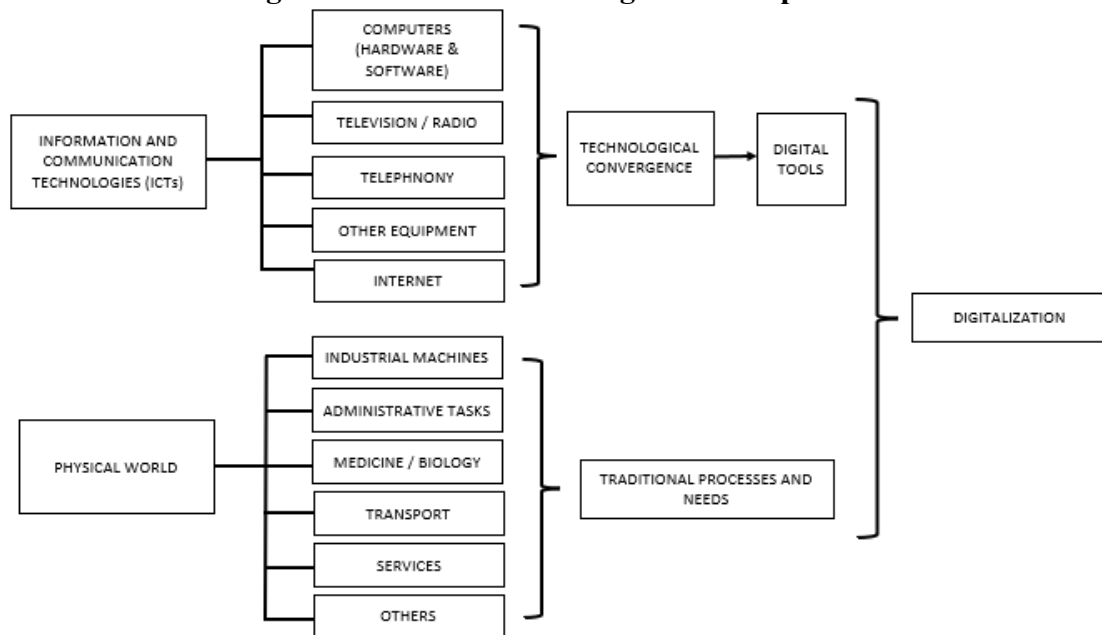 COMPUTERS
(HARDWARE &
SOFTWARE)
TELEVISION / RADIO
TELEPHNONY
OTHER EQUIPMENT
INTERNET
INFORMATION AND
COMMUNICATION
TECHNOLOGIES (ICTs)
TECHNOLOGICAL
CONVERGENCE
DIGITAL
TOOLS
DIGITALIZATION
PHYSICAL WORLD
INDUSTRIAL MACHINES
ADMINISTRATIVE TASKS
MEDICINE / BIOLOGY
TRANSPORT
SERVICES
OTHERS
TRADITIONAL PROCESSES AND
NEEDS